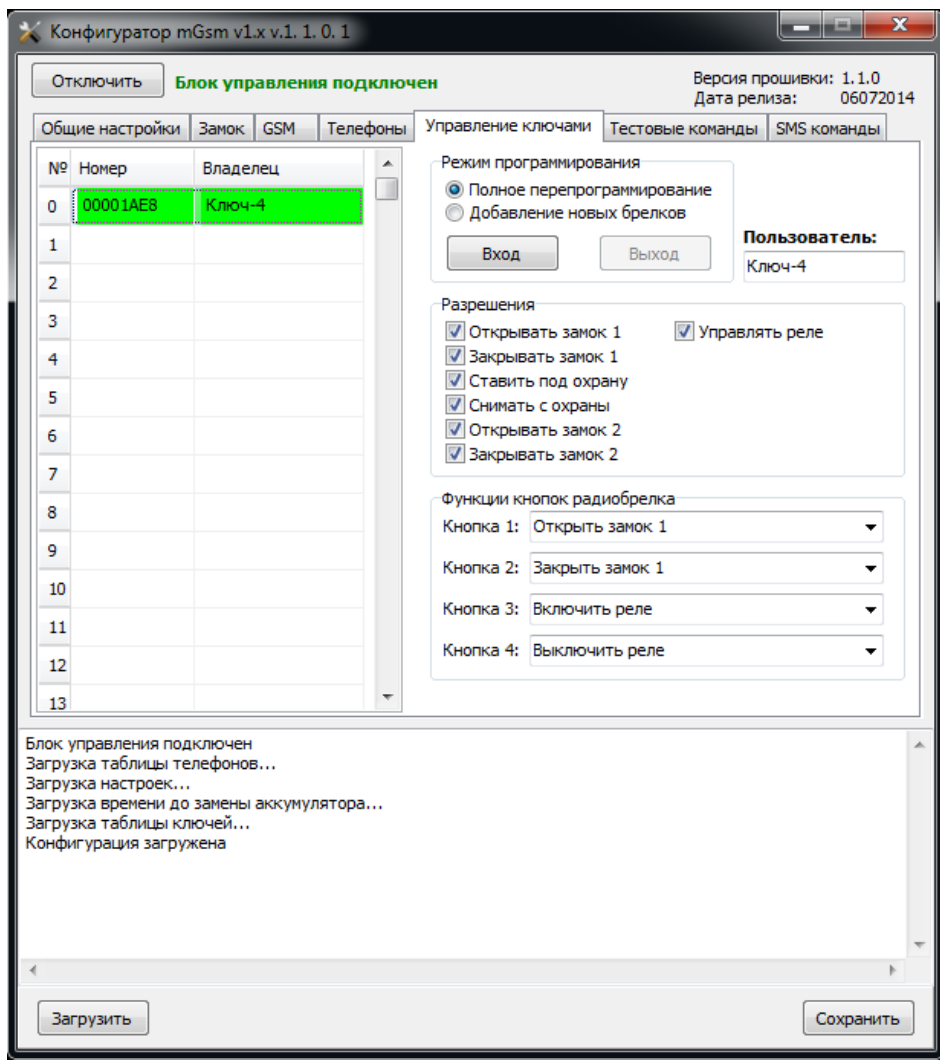 Конфигуратор mGsm v1.x v.1. 1. 0. 1
Отключить
Блок управления подключен
Версия прошивки: 1.1.0
Дата релиза: 06072014
Общие настройки
Замок
GSM
Телефоны
Управление ключами
Тестовые команды
SMS команды
№ Номер Владелец
0 00001AE8 Ключ-4
1
2
3
4
5
6
7
8
9
10
11
12
13
Режим программирования
Полное перепрограммирование
Добавление новых брелков
Вход
Выход
Пользователь:
Ключ-4
Разрешения
Открывать замок 1
Управлять реле
Закрывать замок 1
Ставить под охрану
Снимать с охраны
Открывать замок 2
Закрывать замок 2
Функции кнопок радиобрелка
Кнопка 1: Открыть замок 1
Кнопка 2: Закрыть замок 1
Кнопка 3: Включить реле
Кнопка 4: Выключить реле
Блок управления подключен
Загрузка таблицы телефонов...
Загрузка настроек...
Загрузка времени до замены аккумулятора...
Загрузка таблицы ключей...
Конфигурация загружена
Загрузить
Сохранить